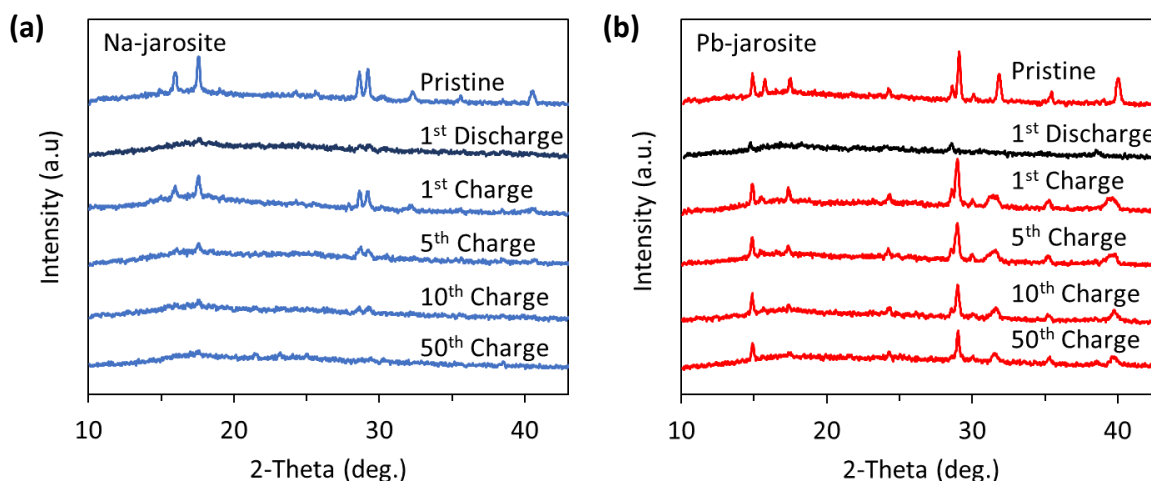 (a)
Na-jarosite
Pristine
1st Discharge
1st Charge
5th Charge
10th Charge
50th Charge
Intensity (a.u)
10 20 30 40
2-Theta (deg.)
(b)
Pb-jarosite
Pristine
1st Discharge
1st Charge
5th Charge
10th Charge
50th Charge
Intensity (a.u.)
10 20 30 40
2-Theta (deg.)